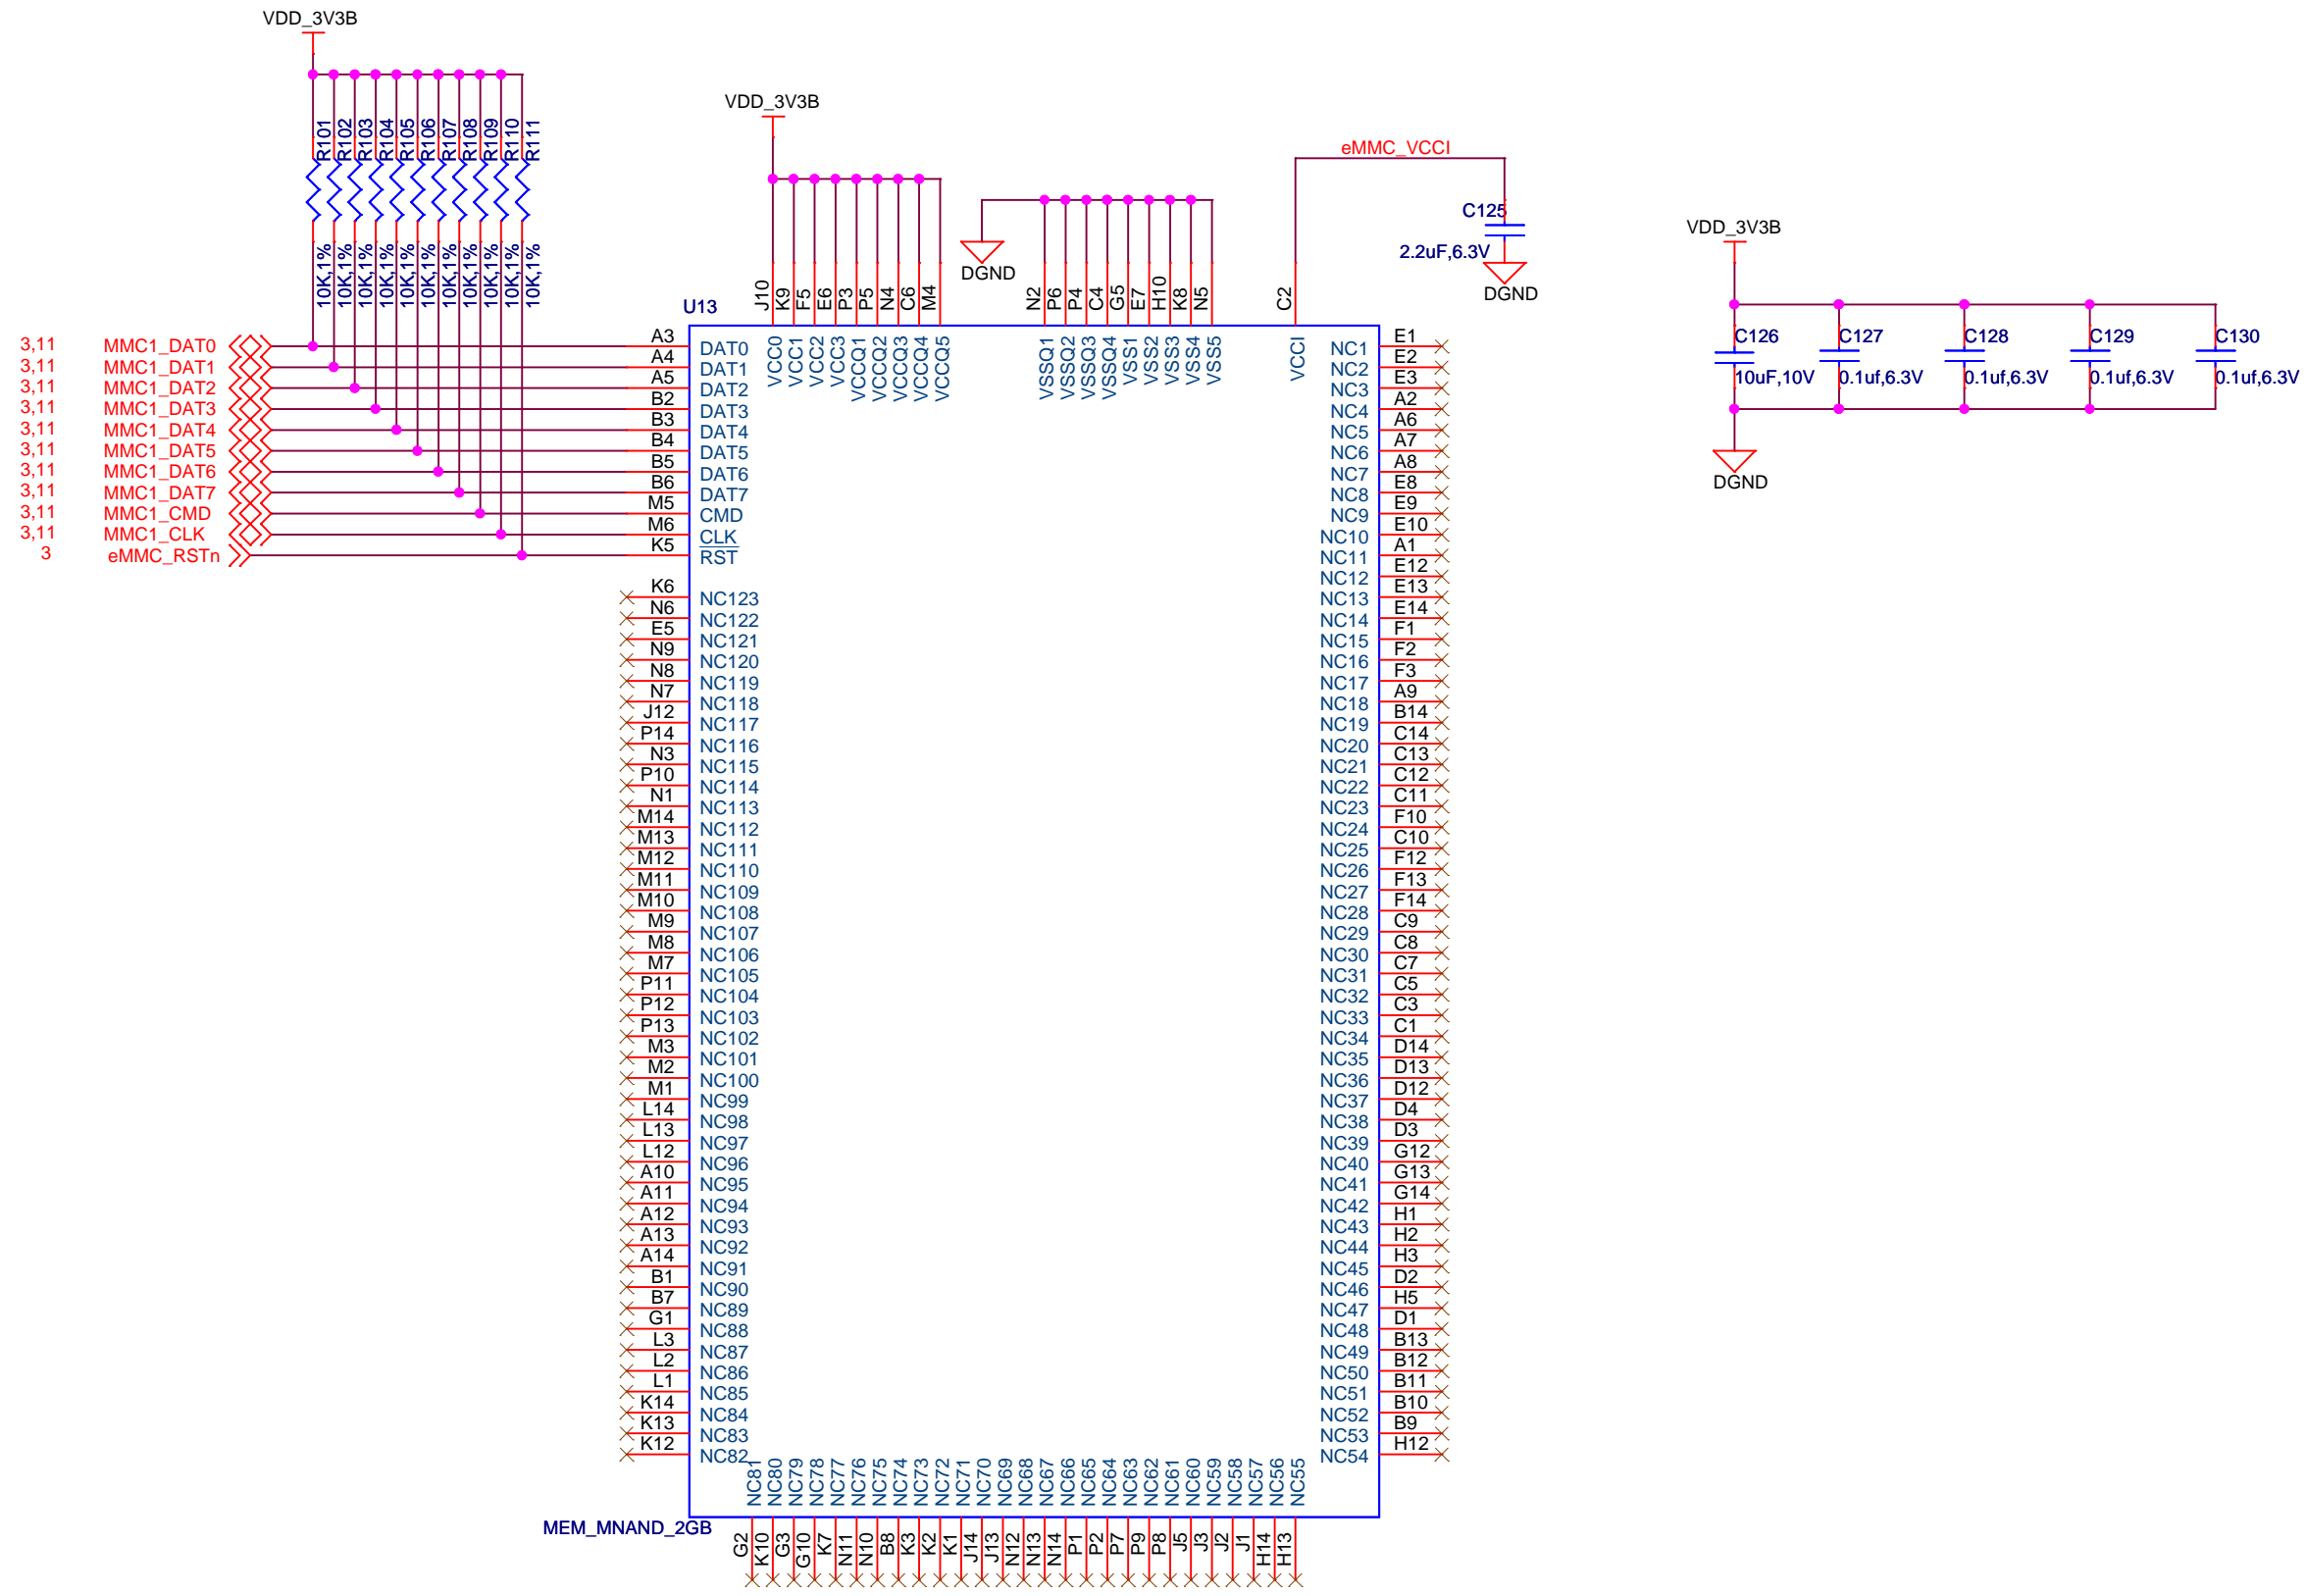 VDD_3V3B
R101
R102
R103
R104
R105
R106
R107
R108
R109
R110
R111
10K,1%
10K,1%
10K,1%
10K,1%
10K,1%
10K,1%
10K,1%
10K,1%
10K,1%
10K,1%
10K,1%
VDD_3V3B
eMMC_VCCI
C125
2.2uF,6.3V
DGND
DGND
VDD_3V3B
C126
10uF,10V
C127
0.1uf,6.3V
C128
0.1uf,6.3V
C129
0.1uf,6.3V
C130
0.1uf,6.3V
DGND
U13
J10 VCC0
K9 VCC1
F5 VCC2
E6 VCC3
P3 VCCQ1
P5 VCCQ2
N4 VCCQ3
C6 VCCQ4
M4 VCCQ5
N2 VSSQ1
P6 VSSQ2
P4 VSSQ3
C4 VSSQ4
G5 VSS1
E7 VSS2
H10 VSS3
K8 VSS4
N5 VSS5
C2 VCCI
3,11 MMC1_DAT0 A3 DAT0
3,11 MMC1_DAT1 A4 DAT1
3,11 MMC1_DAT2 A5 DAT2
3,11 MMC1_DAT3 B2 DAT3
3,11 MMC1_DAT4 B3 DAT4
3,11 MMC1_DAT5 B4 DAT5
3,11 MMC1_DAT6 B5 DAT6
3,11 MMC1_DAT7 B6 DAT7
3,11 MMC1_CMD M5 CMD
3,11 MMC1_CLK M6 CLK
3 eMMC_RSTn K5 RST
K6 NC123
N6 NC122
E5 NC121
N9 NC120
N8 NC119
N7 NC118
J12 NC117
P14 NC116
N3 NC115
P10 NC114
N1 NC113
M14 NC112
M13 NC111
M12 NC110
M11 NC109
M10 NC108
M9 NC107
M8 NC106
M7 NC105
P11 NC104
P12 NC103
P13 NC102
M3 NC101
M2 NC100
M1 NC99
L14 NC98
L13 NC97
L12 NC96
A10 NC95
A11 NC94
A12 NC93
A13 NC92
A14 NC91
B1 NC90
B7 NC89
G1 NC88
L3 NC87
L2 NC86
L1 NC85
K14 NC84
K13 NC83
K12 NC82
NC1 E1
NC2 E2
NC3 E3
NC4 A2
NC5 A6
NC6 A7
NC7 A8
NC8 E8
NC9 E9
NC10 E10
NC11 A1
NC12 E12
NC13 E13
NC14 E14
NC15 F1
NC16 F2
NC17 F3
NC18 A9
NC19 B14
NC20 C14
NC21 C13
NC22 C12
NC23 C11
NC24 F10
NC25 C10
NC26 F12
NC27 F13
NC28 F14
NC29 C9
NC30 C8
NC31 C7
NC32 C5
NC33 C3
NC34 C1
NC35 D14
NC36 D13
NC37 D12
NC38 D4
NC39 D3
NC40 G12
NC41 G13
NC42 G14
NC43 H1
NC44 H2
NC45 H3
NC46 D2
NC47 H5
NC48 D1
NC49 B13
NC50 B12
NC51 B11
NC52 B10
NC53 B9
NC54 H12
NC81 G2
NC80 K10
NC79 G3
NC78 G10
NC77 K7
NC76 N11
NC75 N10
NC74 B8
NC73 K3
NC72 K2
NC71 K1
NC70 J14
NC69 J13
NC68 N12
NC67 N13
NC66 N14
NC65 P1
NC64 P2
NC63 P7
NC62 P9
NC61 P8
NC60 J5
NC59 J3
NC58 J2
NC57 J1
NC56 H14
NC55 H13
MEM_MNAND_2GB